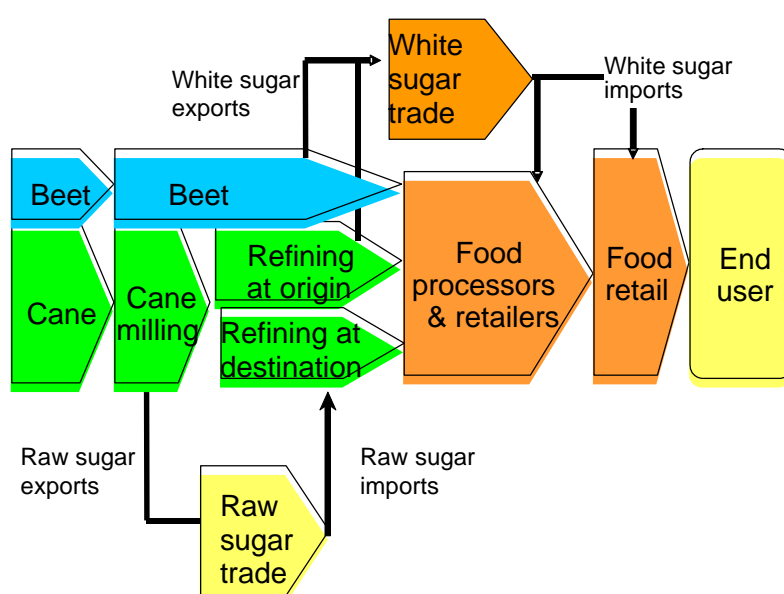 White
sugar
trade
White sugar
exports
White sugar
imports
Beet
Beet
Cane
Cane
milling
Refining
at origin
Refining at
destination
Food
processors
& retailers
Food
retail
End
user
Raw sugar
exports
Raw
sugar
trade
Raw sugar
imports